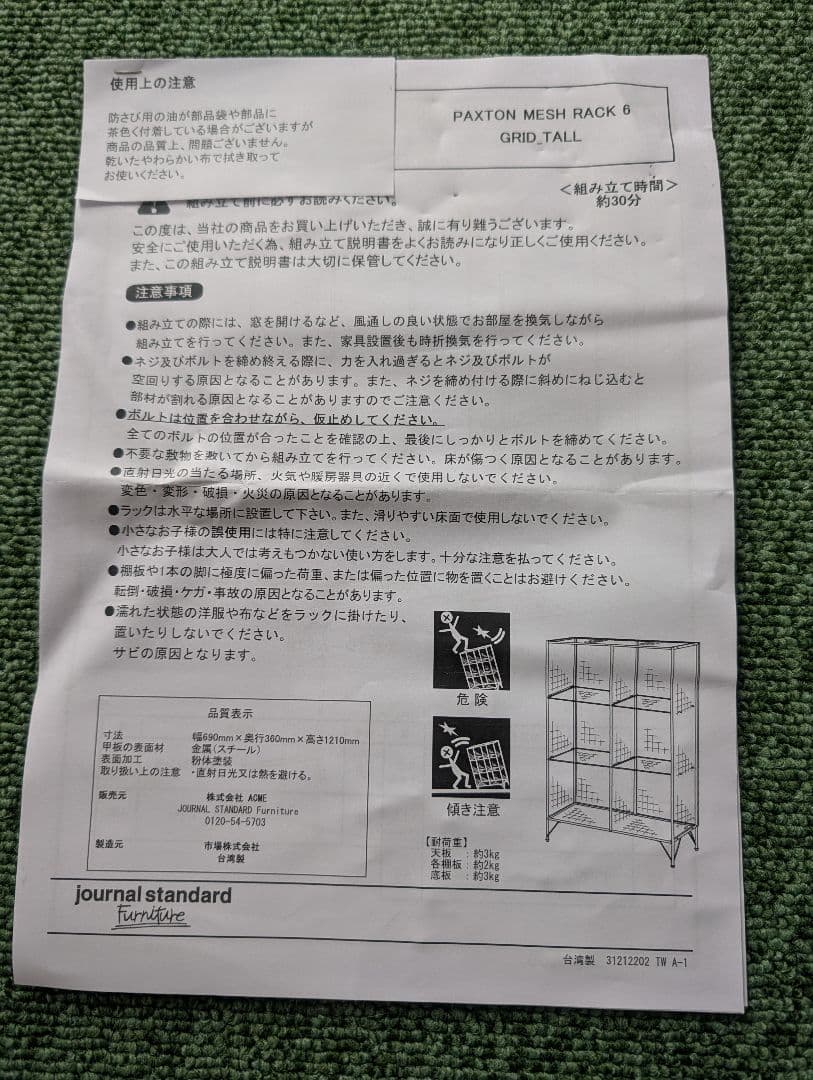 使用上の注意
防さび用の油が部品袋や部品に
茶色く付着している場合がございますが
商品の品質上、問題ございません。
乾いたやわらかい布で拭き取って
お使いください。
PAXTON MESH RACK 6
GRID_TALL
＜組み立て時間＞
約30分
組み立て前に必ずお読みください。
この度は、当社の商品をお買い上げいただき、誠に有り難うございます。
安全にご使用いただく為、組み立て説明書をよくお読みになり正しくご使用ください。
また、この組み立て説明書は大切に保管してください。
注意事項
●組み立ての際には、窓を開けるなど、風通しの良い状態でお部屋を換気しながら
組み立てを行ってください。また、家具設置後も時折換気を行ってください。
●ネジ及びボルトを締め終える際に、力を入れ過ぎるとネジ及びボルトが
空回りする原因となることがあります。また、ネジを締め付ける際に斜めにねじ込むと
部材が割れる原因となることがありますのでご注意ください。
●ボルトは位置を合わせながら、仮止めしてください。
全てのボルトの位置が合ったことを確認の上、最後にしっかりとボルトを締めてください。
●不要な敷物を敷いてから組み立てを行ってください。床が傷つく原因となることがあります。
●直射日光の当たる場所、火気や暖房器具の近くで使用しないでください。
変色・変形・破損・火災の原因となることがあります。
●ラックは水平な場所に設置して下さい。また、滑りやすい床面で使用しないでください。
●小さなお子様の誤使用には特に注意してください。
小さなお子様は大人では考えもつかない使い方をします。十分な注意を払ってください。
●棚板や1本の脚に極度に偏った荷重、または偏った位置に物を置くことはお避けください。
転倒・破損・ケガ・事故の原因となることがあります。
●濡れた状態の洋服や布などをラックに掛けたり、
置いたりしないでください。
サビの原因となります。
危険
傾き注意
品質表示
寸法 幅690mm×奥行360mm×高さ1210mm
甲板の表面材 金属（スチール）
表面加工 粉体塗装
取り扱い上の注意 ・直射日光又は熱を避ける。
販売元 株式会社 ACME
JOURNAL STANDARD Furniture
0120-54-5703
製造元 市場株式会社
台湾製
【耐荷重】
天板 ：約3kg
各棚板：約2kg
底板 ：約3kg
journal standard
Furniture
台湾製 31212202 TW A-1